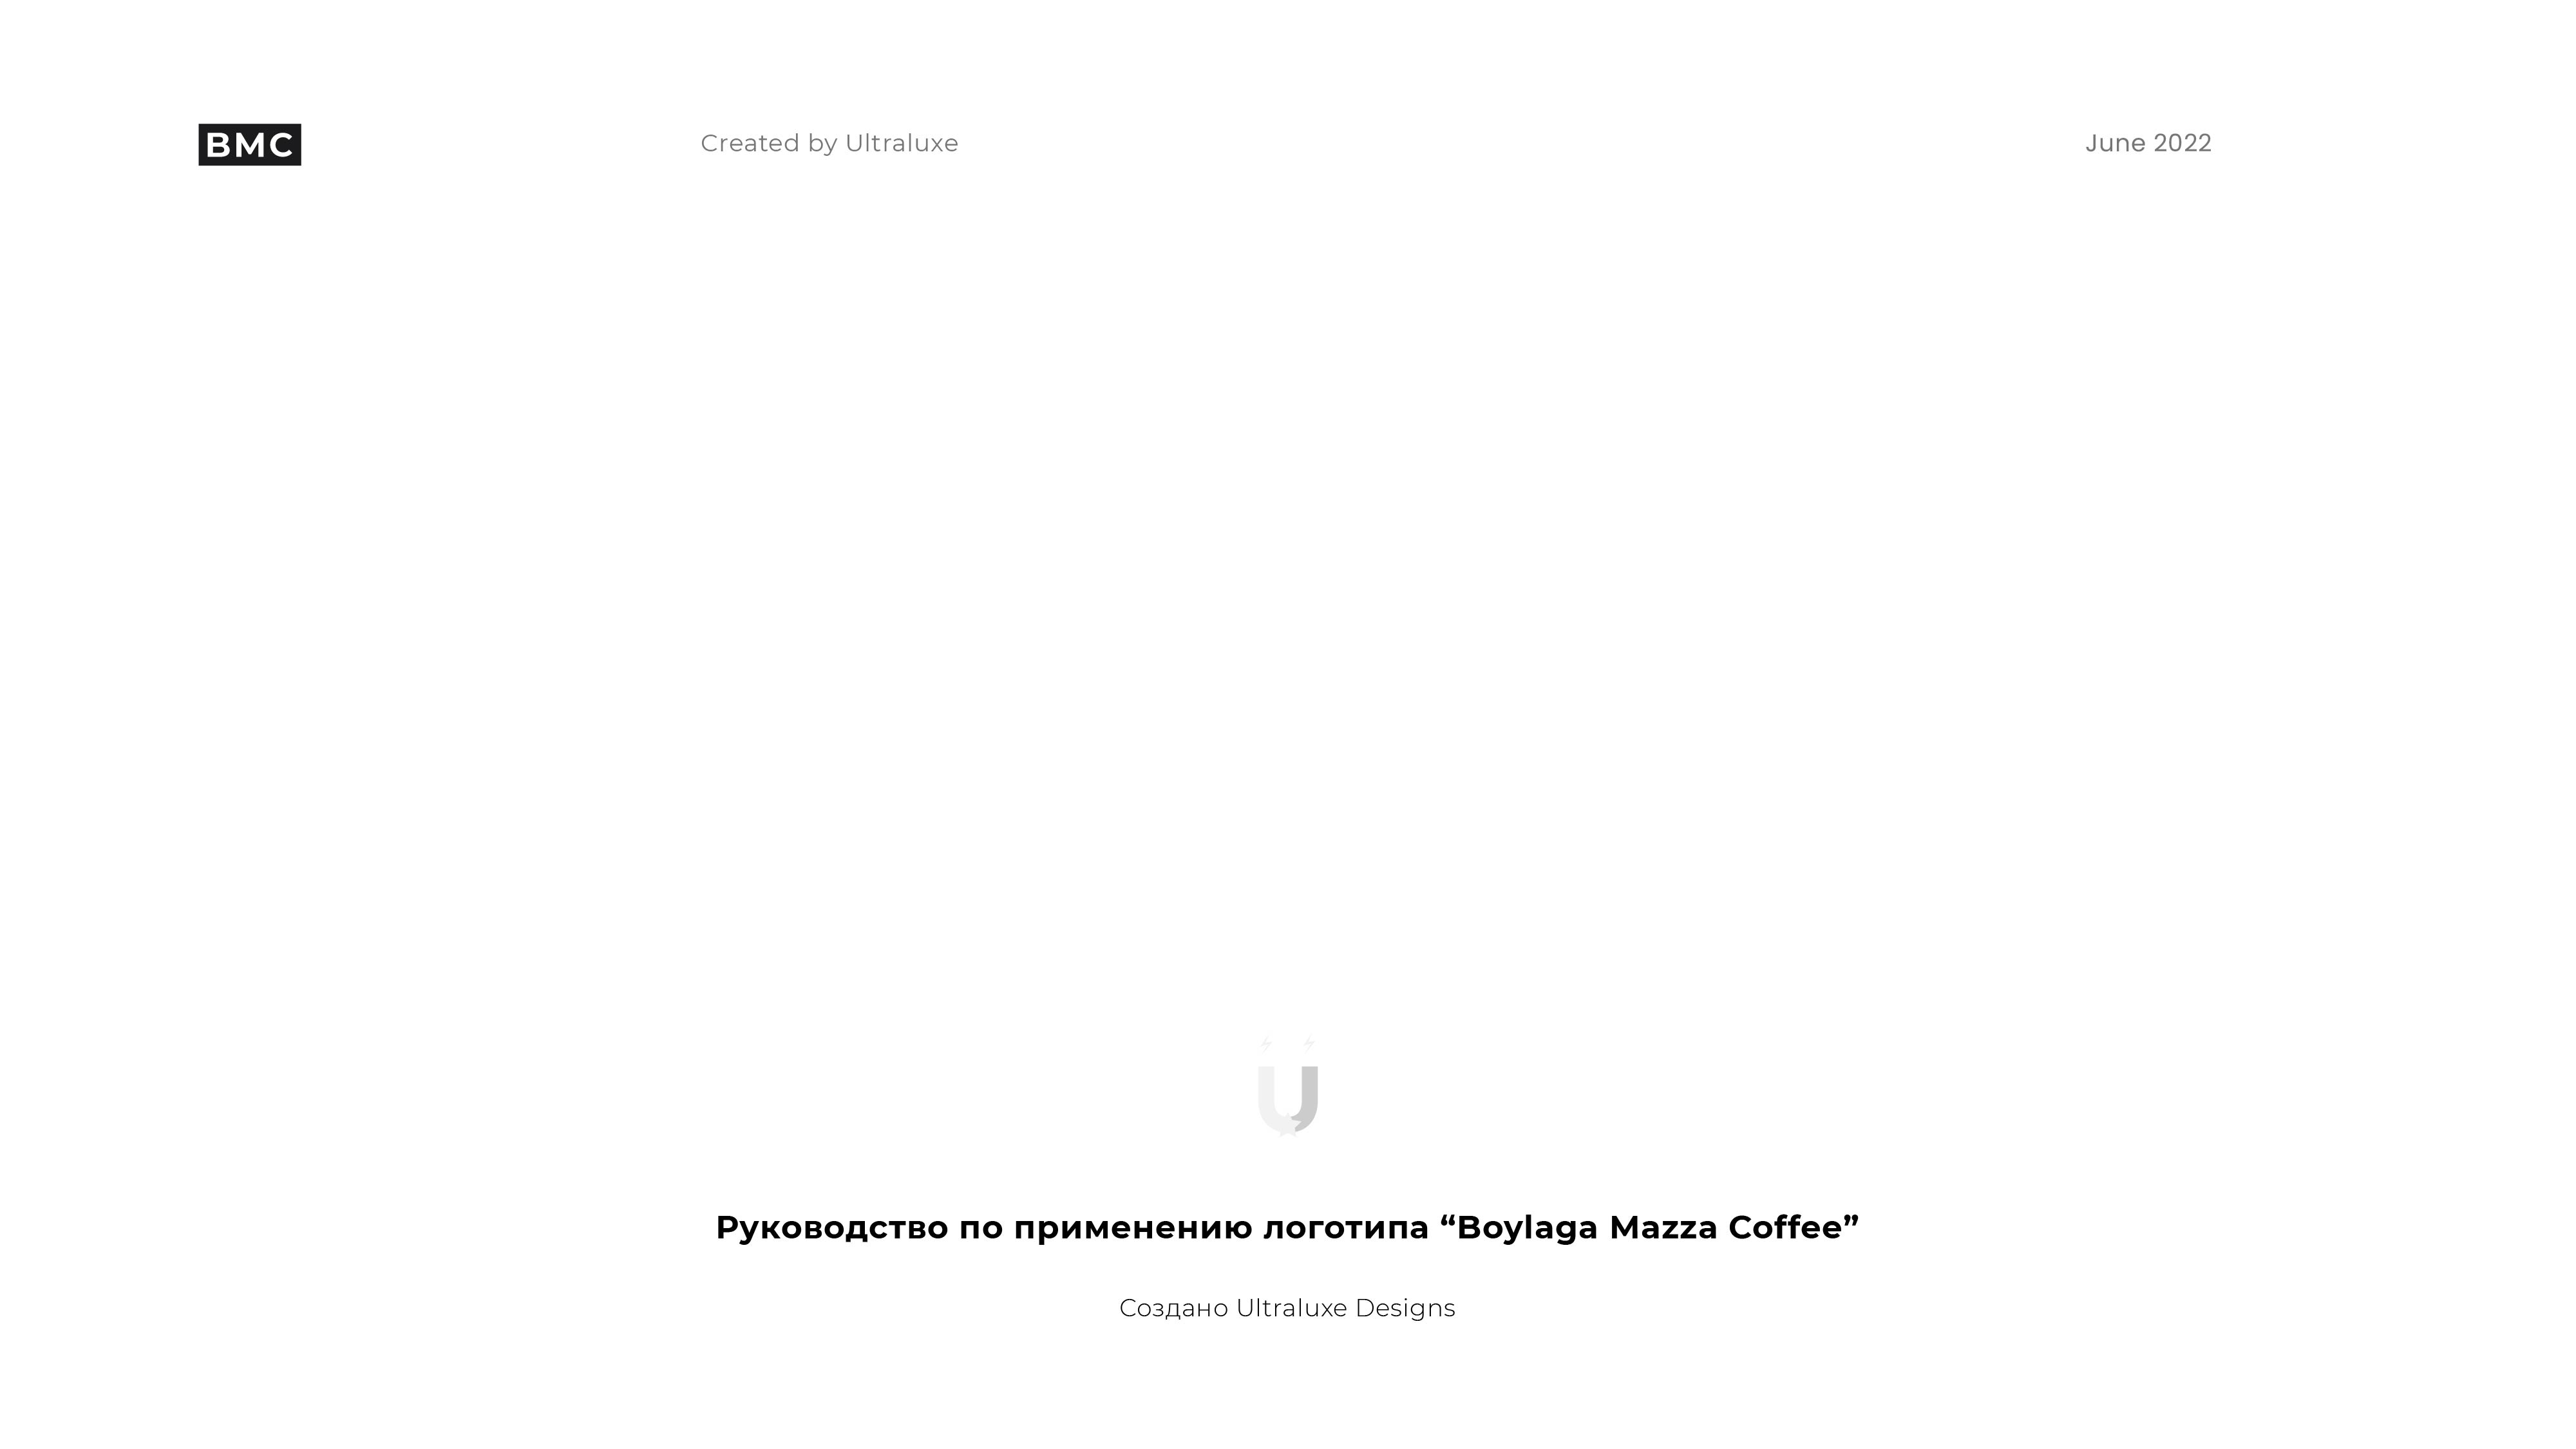 BMC
Created by Ultraluxe
June 2022
Руководство по применению логотипа “Boylaga Mazza Coffee”
Создано Ultraluxe Designs